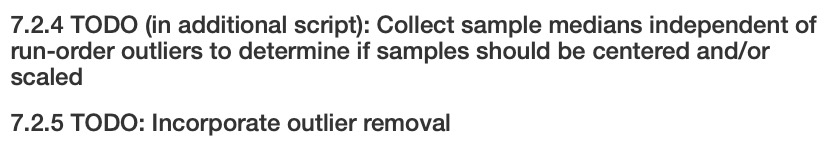 7.2.4 TODO (in additional script): Collect sample medians independent of
run-order outliers to determine if samples should be centered and/or
scaled
7.2.5 TODO: Incorporate outlier removal